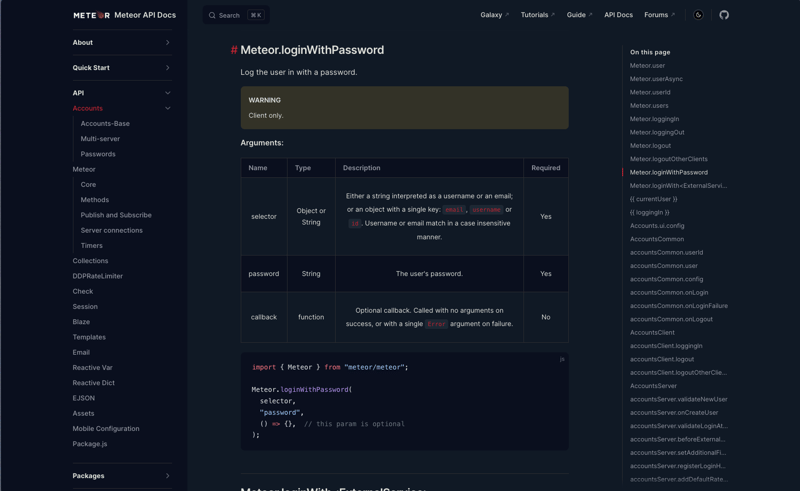 METEOR Meteor API Docs
Search ⌘ K
Galaxy
Tutorials
Guide
API Docs
Forums
About
Quick Start
API
Accounts
Accounts-Base
Multi-server
Passwords
Meteor
Core
Methods
Publish and Subscribe
Server connections
Timers
Collections
DDPRateLimiter
Check
Session
Blaze
Templates
Email
Reactive Var
Reactive Dict
EJSON
Assets
Mobile Configuration
Package.js
Packages
# Meteor.loginWithPassword
Log the user in with a password.
WARNING
Client only.
Arguments:
Name Type Description Required
selector
Object or
String
Either a string interpreted as a username or an email;
or an object with a single key: email, username or
id. Username or email match in a case insensitive
manner.
Yes
password String The user's password. Yes
callback function
Optional callback. Called with no arguments on
success, or with a single Error argument on failure.
No
js
import { Meteor } from "meteor/meteor";
Meteor.loginWithPassword(
selector,
"password",
() => {}, // this param is optional
);
On this page
Meteor.user
Meteor.userAsync
Meteor.userId
Meteor.users
Meteor.loggingIn
Meteor.loggingOut
Meteor.logout
Meteor.logoutOtherClients
Meteor.loginWithPassword
Meteor.loginWith<ExternalServi...
{{ currentUser }}
{{ loggingIn }}
Accounts.ui.config
AccountsCommon
accountsCommon.userId
accountsCommon.user
accountsCommon.config
accountsCommon.onLogin
accountsCommon.onLoginFailure
accountsCommon.onLogout
AccountsClient
accountsClient.loggingIn
accountsClient.logout
accountsClient.logoutOtherClie...
AccountsServer
accountsServer.validateNewUser
accountsServer.onCreateUser
accountsServer.validateLoginAt...
accountsServer.beforeExternal...
accountsServer.setAdditionalFi...
accountsServer.registerLoginH...
accountsServer.addDefaultRate...